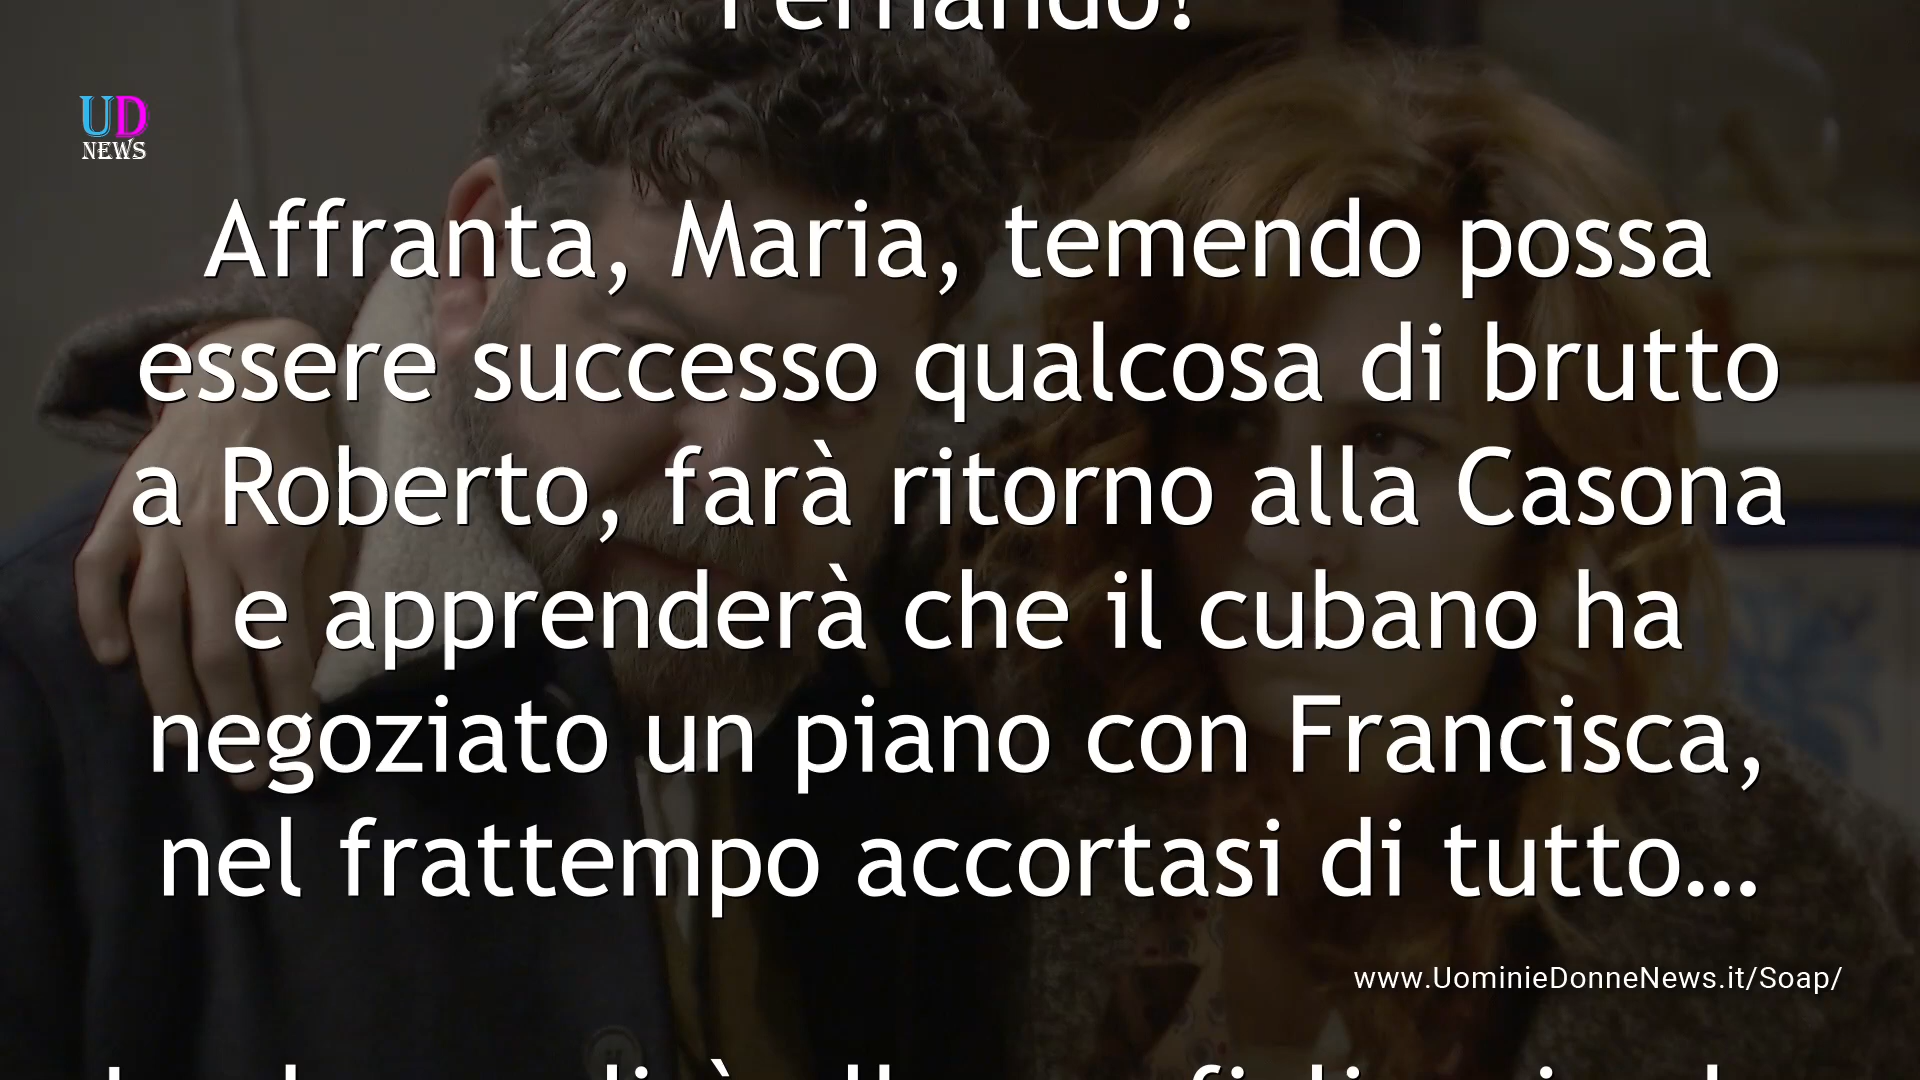 Fernando!
UD
NEWS
Affranta, Maria, temendo possa
essere successo qualcosa di brutto
a Roberto, farà ritorno alla Casona
e apprenderà che il cubano ha
negoziato un piano con Francisca,
nel frattempo accortasi di tutto...
www.UominieDonneNews.it/Soap/